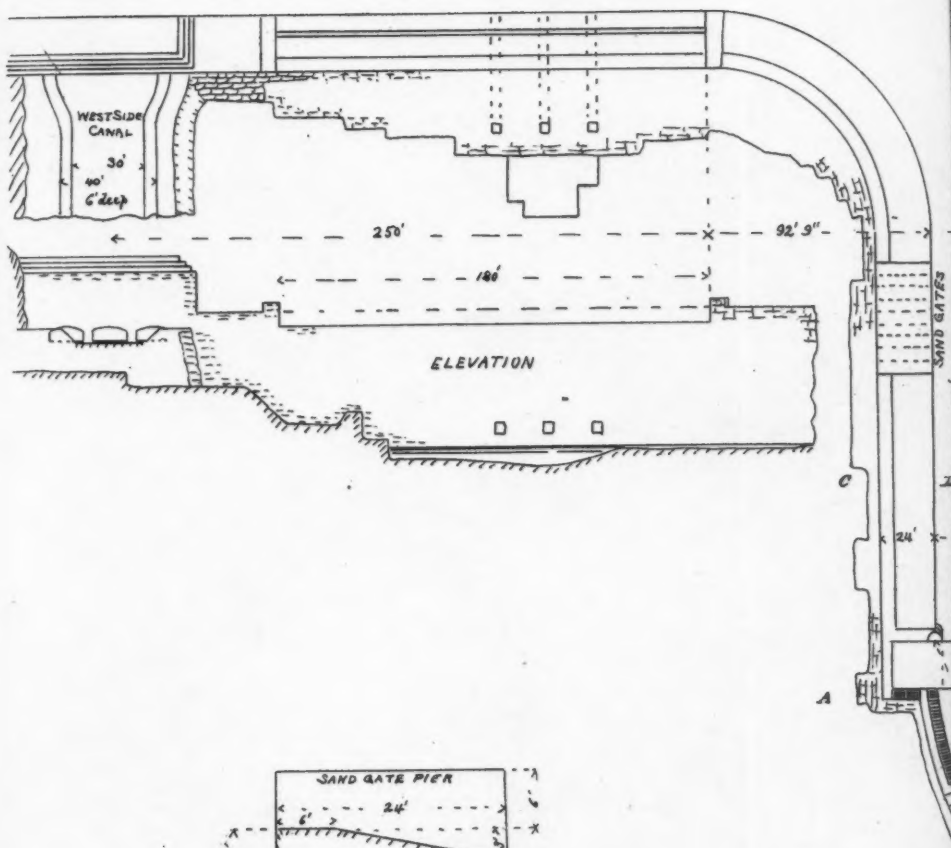 WEST SIDE
CANAL
30'
40'
6' deep
250'
92' 9"
180'
SAND GATES
ELEVATION
C
24'
A
SAND GATE PIER
24'
6'
6'